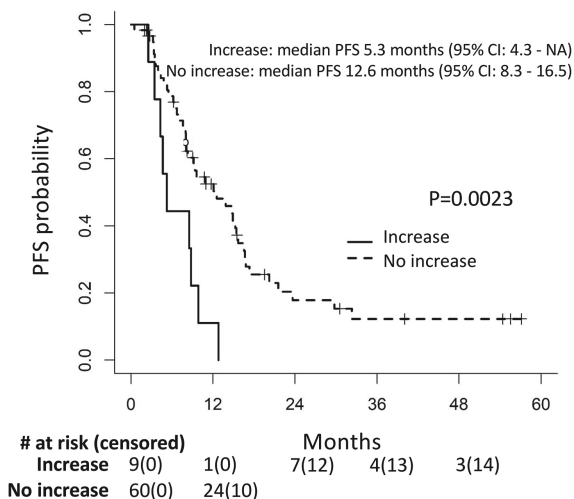 Increase: median PFS 5.3 months (95% CI: 4.3 - NA)
No increase: median PFS 12.6 months (95% CI: 8.3 - 16.5)
1.0
0.8
0.6
0.4
0.2
0.0
PFS probability
P=0.0023
Increase
No increase
0 12 24 36 48 60
Months
# at risk (censored)
Increase 9(0) 1(0) 7(12) 4(13) 3(14)
No increase 60(0) 24(10)